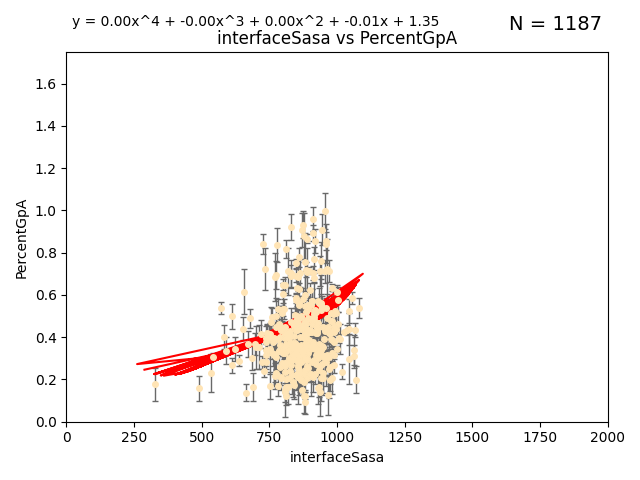 y = 0.00x^4 + -0.00x^3 + 0.00x^2 + -0.01x + 1.35
N = 1187
interfaceSasa vs PercentGpA
1.6
1.4
1.2
1.0
0.8
0.6
0.4
0.2
0.0
PercentGpA
0 250 500 750 1000 1250 1500 1750 2000
interfaceSasa